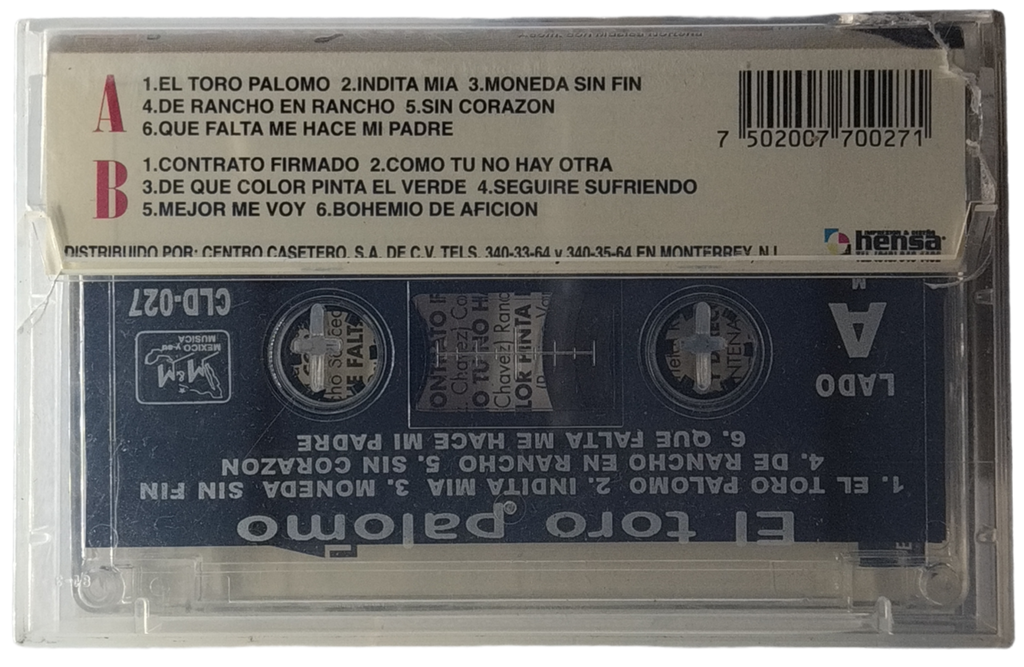 A
1.EL TORO PALOMO 2.INDITA MIA 3.MONEDA SIN FIN
4.DE RANCHO EN RANCHO 5.SIN CORAZON
6.QUE FALTA ME HACE MI PADRE
7 502007 700271
B
1.CONTRATO FIRMADO 2.COMO TU NO HAY OTRA
3.DE QUE COLOR PINTA EL VERDE 4.SEGUIRE SUFRIENDO
5.MEJOR ME VOY 6.BOHEMIO DE AFICION
DISTRIBUIDO POR: CENTRO CASETERO, S.A. DE C.V. TELS. 340-33-64 y 340-35-64 EN MONTERREY, N.L.
hensa
El toro palomo
1. EL TORO PALOMO 2. INDITA MIA 3. MONEDA SIN FIN
4. DE RANCHO EN RANCHO 5. SIN CORAZON
6. QUE FALTA ME HACE MI PADRE
LADO
A
M&M
MEXICO y su
MUSICA
CLD-027